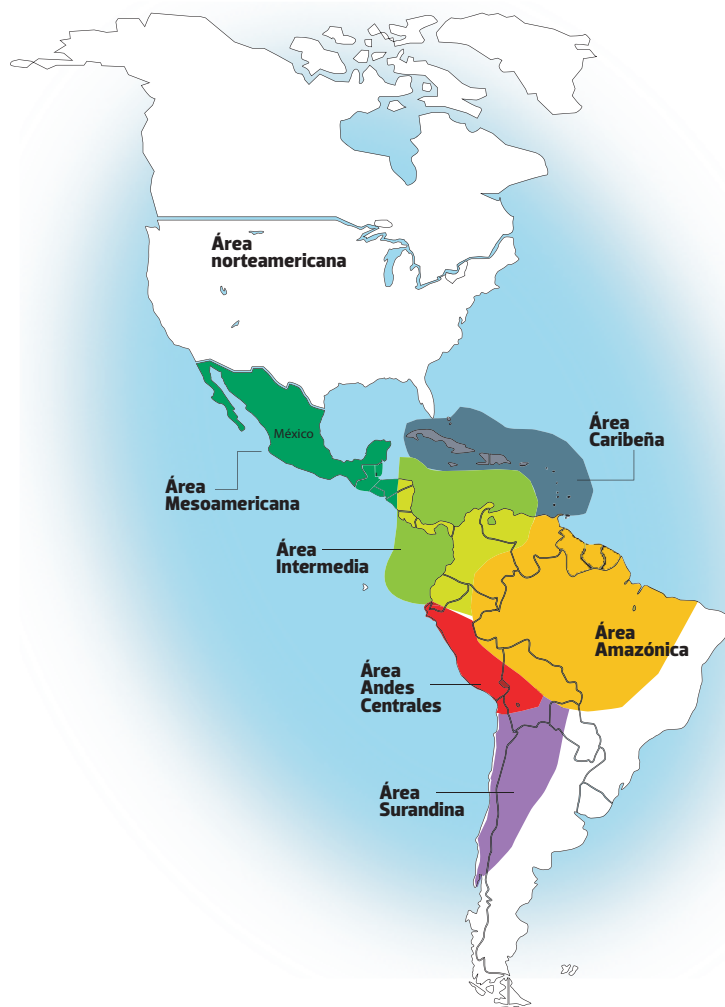 Área
norteamericana
México
Área
Caribeña
Área
Mesoamericana
Área
Intermedia
Área
Amazónica
Área
Andes
Centrales
Área
Surandina